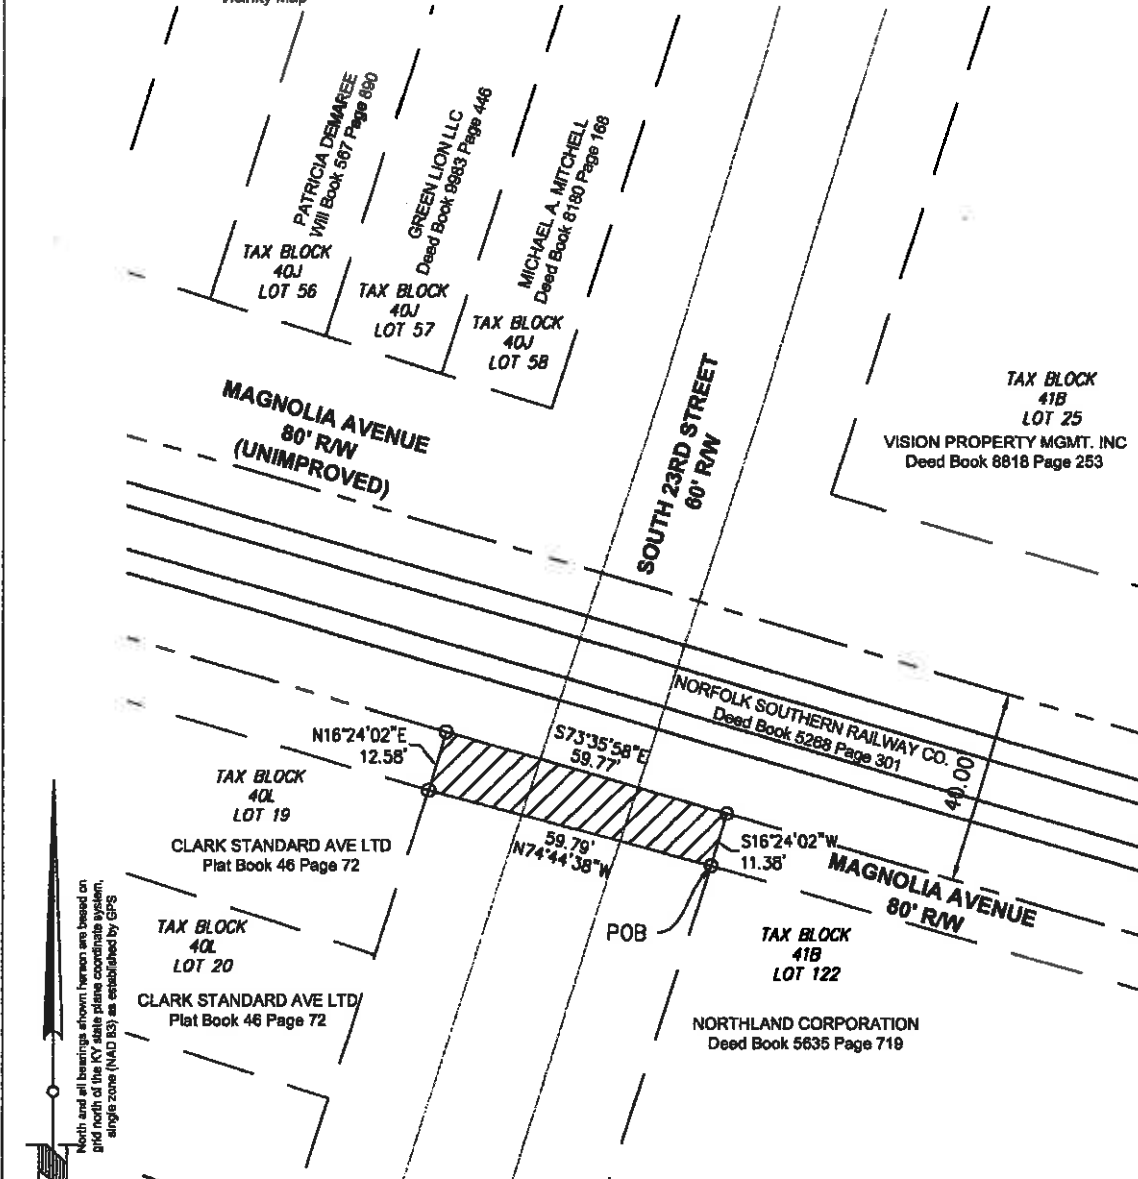 Vicinity Map
PATRICIA DEMAREE
Will Book 567 Page 890
TAX BLOCK
40J
LOT 56
GREEN LION LLC
Deed Book 9983 Page 446
TAX BLOCK
40J
LOT 57
MICHAEL A. MITCHELL
Deed Book 8180 Page 168
TAX BLOCK
40J
LOT 58
MAGNOLIA AVENUE
80' R/W
(UNIMPROVED)
SOUTH 23RD STREET
60' R/W
TAX BLOCK
41B
LOT 25
VISION PROPERTY MGMT. INC
Deed Book 8818 Page 253
NORFOLK SOUTHERN RAILWAY CO.
Deed Book 5268 Page 301
40.00'
N16°24'02"E
12.58'
S73°35'58"E
59.77'
S16°24'02"W
11.38'
59.79'
N74°44'38"W
POB
MAGNOLIA AVENUE
80' R/W
TAX BLOCK
40L
LOT 19
CLARK STANDARD AVE LTD
Plat Book 46 Page 72
TAX BLOCK
40L
LOT 20
CLARK STANDARD AVE LTD
Plat Book 46 Page 72
TAX BLOCK
41B
LOT 122
NORTHLAND CORPORATION
Deed Book 5635 Page 719
North and all bearings shown hereon are based on
grid north of the KY state plane coordinate system,
single zone (NAD 83) as established by GPS